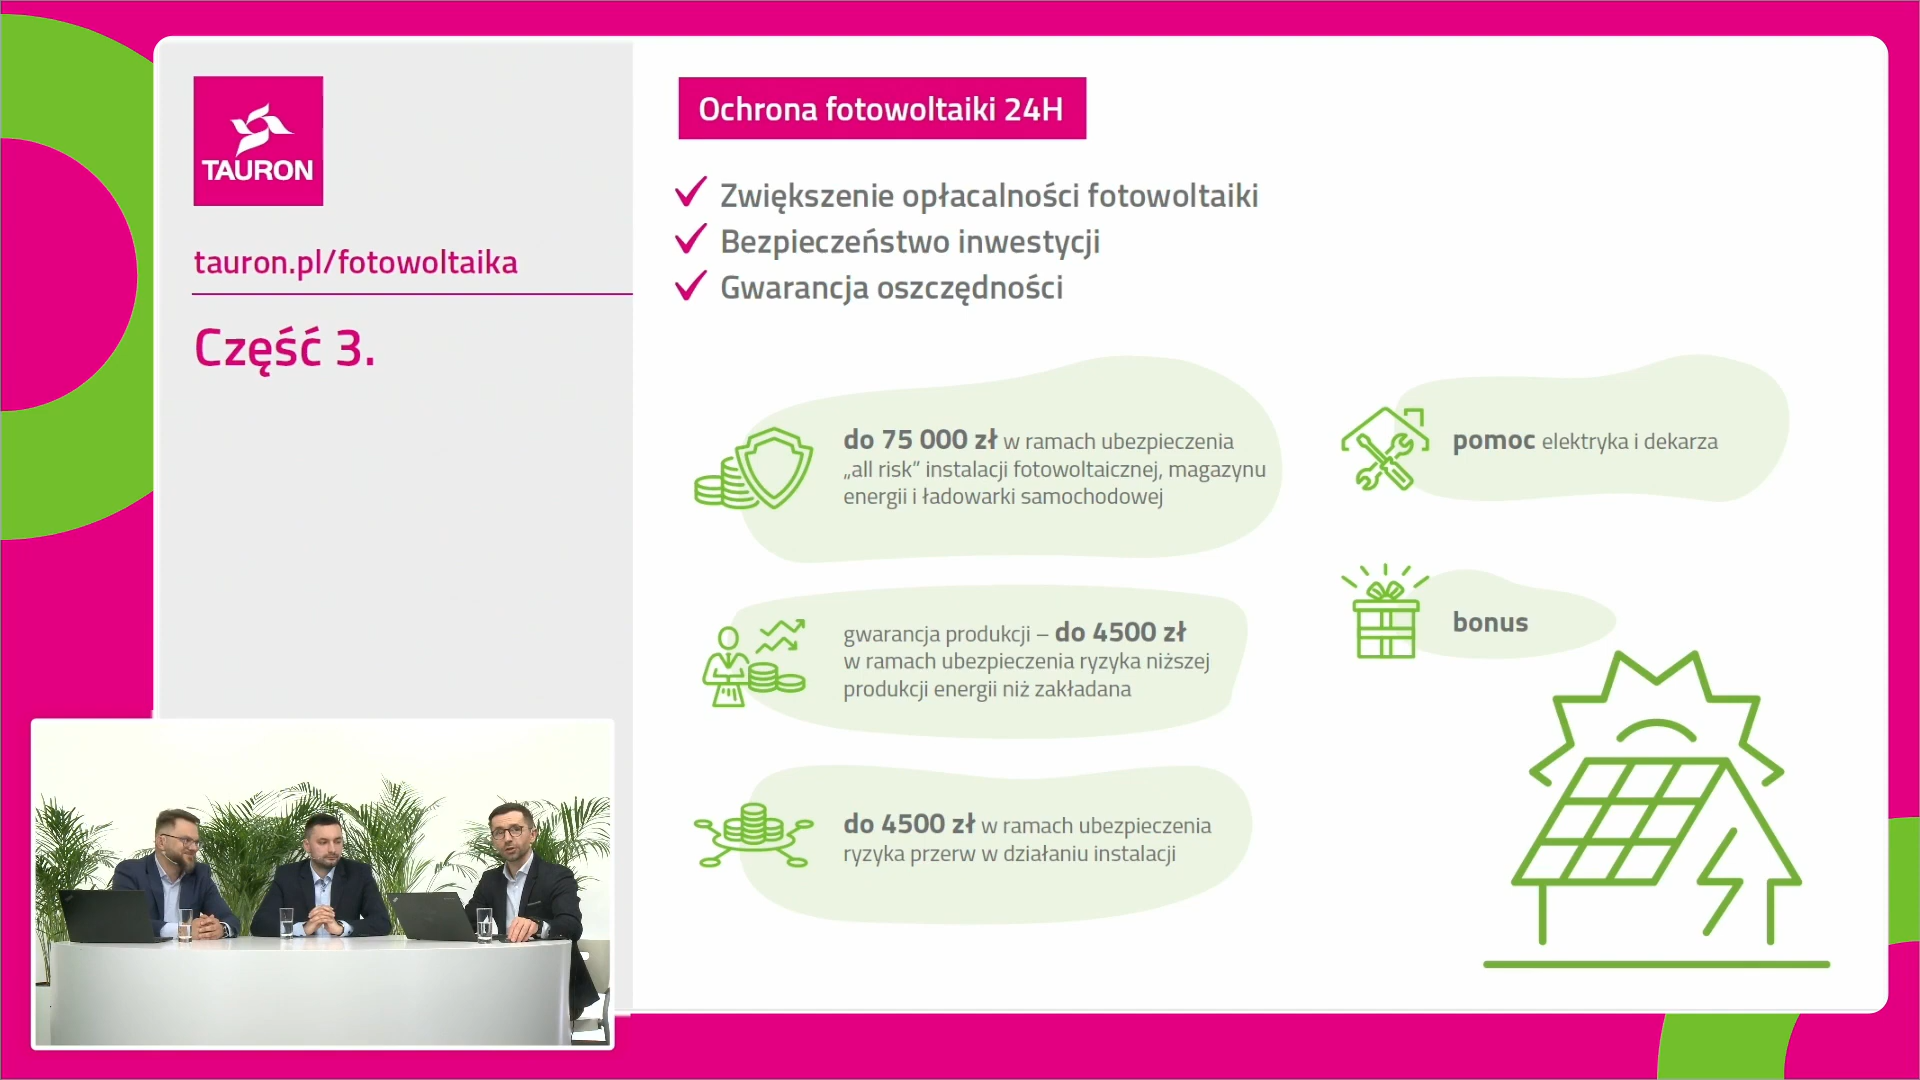 TAURON
tauron.pl/fotowoltaika
Część 3.
Ochrona fotowoltaiki 24H
Zwiększenie opłacalności fotowoltaiki
Bezpieczeństwo inwestycji
Gwarancja oszczędności
do 75 000 zł w ramach ubezpieczenia
„all risk” instalacji fotowoltaicznej, magazynu
energii i ładowarki samochodowej
gwarancja produkcji – do 4500 zł
w ramach ubezpieczenia ryzyka niższej
produkcji energii niż zakładana
do 4500 zł w ramach ubezpieczenia
ryzyka przerw w działaniu instalacji
pomoc elektryka i dekarza
bonus